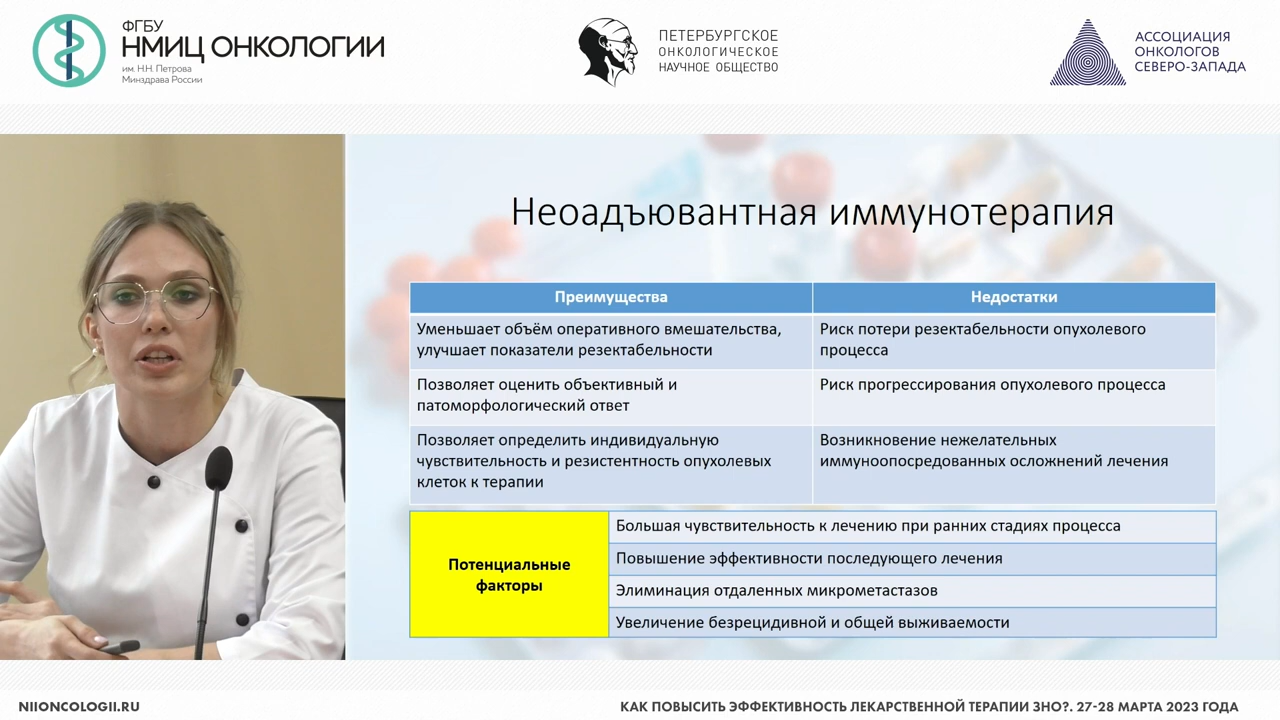 ФГБУ
НМИЦ ОНКОЛОГИИ
им. Н.Н. Петрова
Минздрава России
ПЕТЕРБУРГСКОЕ
ОНКОЛОГИЧЕСКОЕ
НАУЧНОЕ ОБЩЕСТВО
АССОЦИАЦИЯ
ОНКОЛОГОВ
СЕВЕРО-ЗАПАДА
Неоадъювантная иммунотерапия
Преимущества
Недостатки
Уменьшает объём оперативного вмешательства,
улучшает показатели резектабельности
Риск потери резектабельности опухолевого
процесса
Позволяет оценить объективный и
патоморфологический ответ
Риск прогрессирования опухолевого процесса
Позволяет определить индивидуальную
чувствительность и резистентность опухолевых
клеток к терапии
Возникновение нежелательных
иммуноопосредованных осложнений лечения
Потенциальные
факторы
Большая чувствительность к лечению при ранних стадиях процесса
Повышение эффективности последующего лечения
Элиминация отдаленных микрометастазов
Увеличение безрецидивной и общей выживаемости
NIIONCOLOGII.RU
КАК ПОВЫСИТЬ ЭФФЕКТИВНОСТЬ ЛЕКАРСТВЕННОЙ ТЕРАПИИ ЗНО?. 27-28 МАРТА 2023 ГОДА